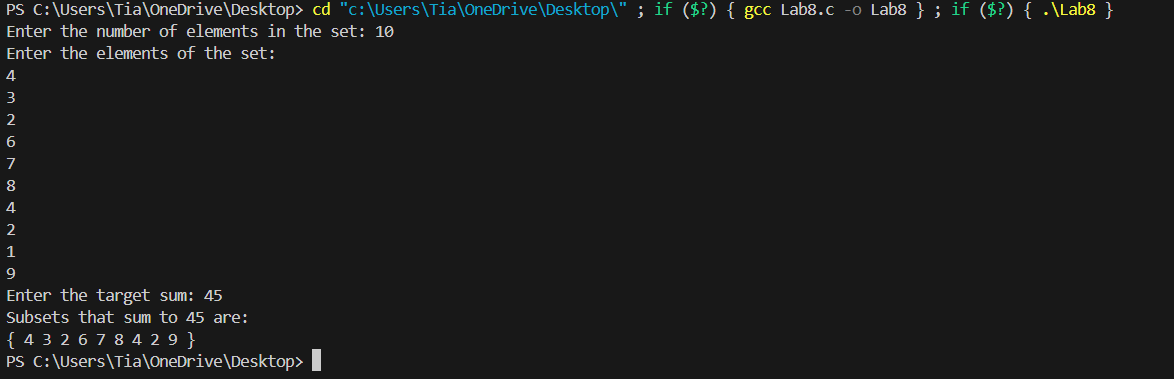 PS C:\Users\Tia\OneDrive\Desktop> cd "c:\Users\Tia\OneDrive\Desktop\" ; if ($?) { gcc Lab8.c -o Lab8 } ; if ($?) { .\Lab8 }
Enter the number of elements in the set: 10
Enter the elements of the set:
4
3
2
6
7
8
4
2
1
9
Enter the target sum: 45
Subsets that sum to 45 are:
{ 4 3 2 6 7 8 4 2 9 }
PS C:\Users\Tia\OneDrive\Desktop>